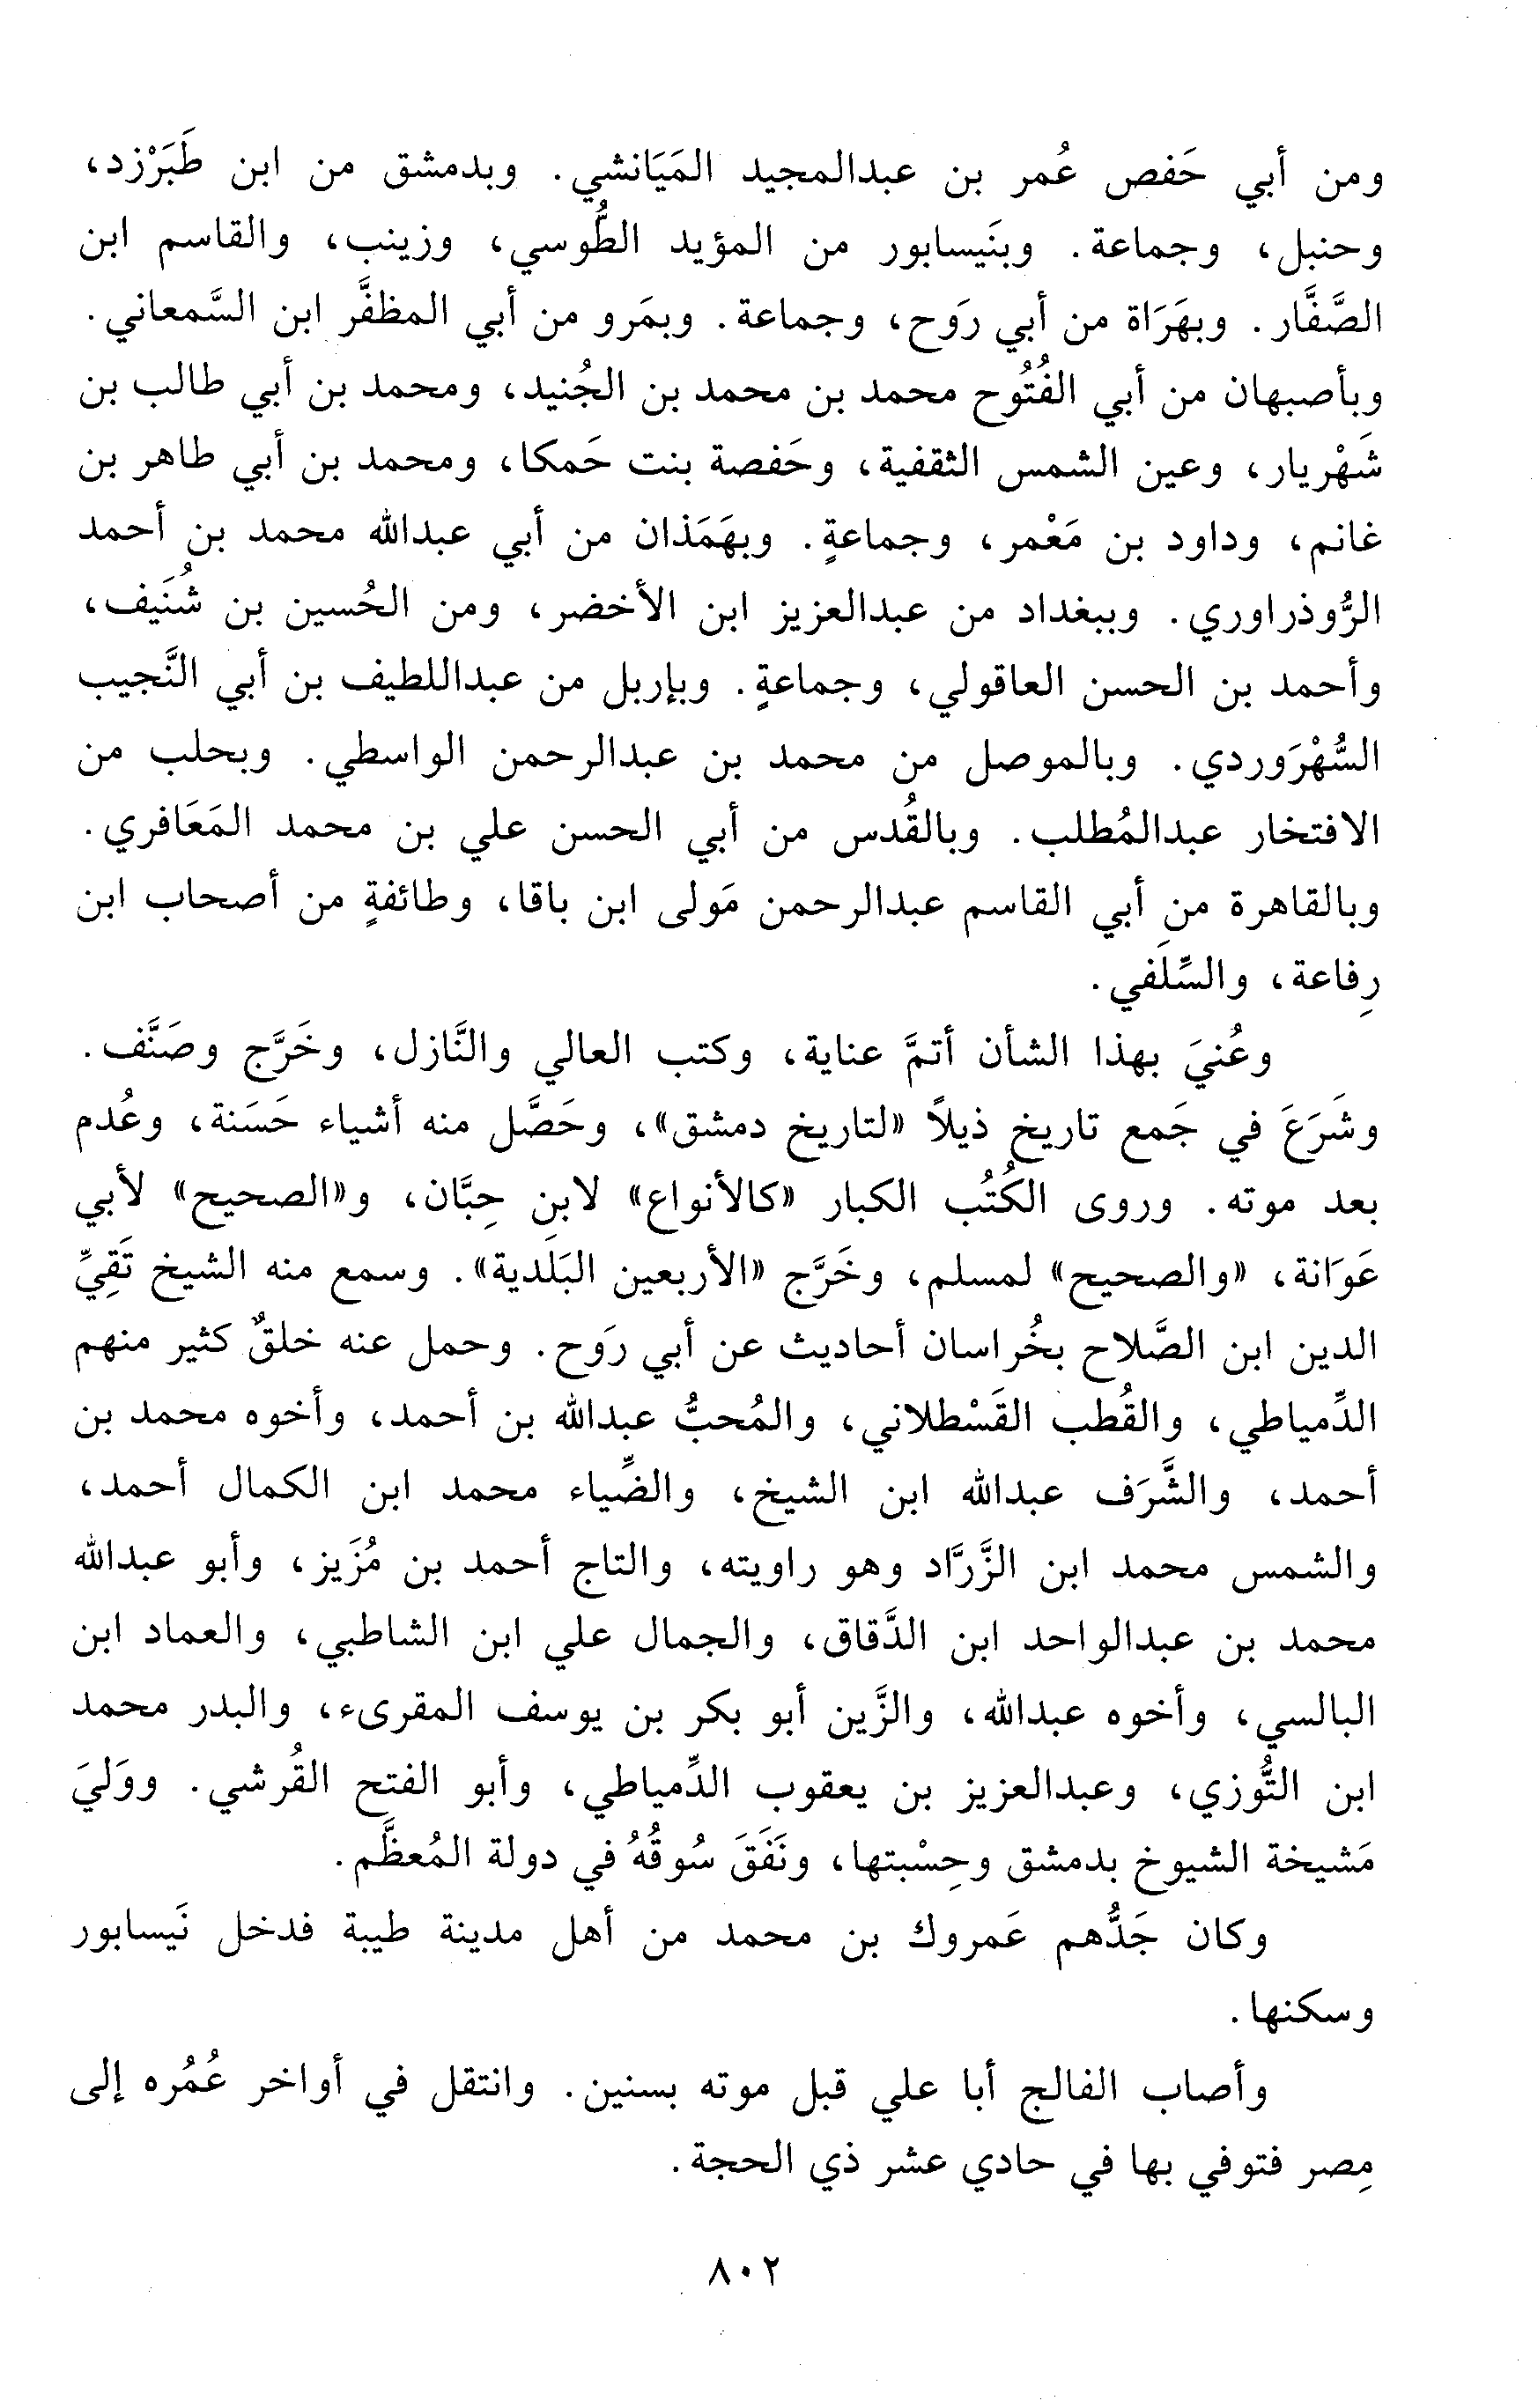 ومن أبي حَفص عُمر بن عبدالمجيد المَيَانشي. وبدمشق من ابن طَبَرْزد،
وحنبل، وجماعة. وبنَيسابور من المؤيد الطُّوسي، وزينب، والقاسم ابن
الصَّفَّار. وبهَرَاة من أبي رَوح، وجماعة. وبمَرو من أبي المظفَّر ابن السَّمعاني.
وبأصبهان من أبي الفُتُوح محمد بن محمد بن الجُنيد، ومحمد بن أبي طالب بن
شَهْريار، وعين الشمس الثقفية، وحَفصة بنت حَمكا، ومحمد بن أبي طاهر بن
غانم، وداود بن مَعْمر، وجماعةٍ. وبهَمَذان من أبي عبدالله محمد بن أحمد
الرُّوذراوري. وببغداد من عبدالعزيز ابن الأخضر، ومن الحُسين بن شُنَيف،
وأحمد بن الحسن العاقولي، وجماعةٍ. وبإربل من عبداللطيف بن أبي النَّجيب
السُّهْرَوردي. وبالموصل من محمد بن عبدالرحمن الواسطي. وبحلب من
الافتخار عبدالمُطلب. وبالقُدس من أبي الحسن علي بن محمد المَعَافري.
وبالقاهرة من أبي القاسم عبدالرحمن مَولى ابن باقا، وطائفةٍ من أصحاب ابن
رِفاعة، والسِّلَفي.
وعُنيَ بهذا الشأن أتمَّ عناية، وكتب العالي والنَّازل، وخَرَّج وصَنَّف.
وشَرَعَ في جَمع تاريخ ذيلاً «لتاريخ دمشق»، وحَصَّل منه أشياء حَسَنة، وعُدم
بعد موته. وروى الكُتُب الكبار «كالأنواع» لابنِ حِبَّان، و«الصحيح» لأبي
عَوَانة، «والصحيح» لمسلم، وخَرَّج «الأربعين البَلَدية». وسمع منه الشيخ تَقِيِّ
الدين ابن الصَّلاح بخُراسان أحاديث عن أبي رَوح. وحمل عنه خلقٌ كثير منهم
الدِّمياطي، والقُطب القَسْطلاني، والمُحبُّ عبدالله بن أحمد، وأخوه محمد بن
أحمد، والشَّرَف عبدالله ابن الشيخ، والضِّياء محمد ابن الكمال أحمد،
والشمس محمد ابن الزَّرَّاد وهو راويته، والتاج أحمد بن مُزَيز، وأبو عبدالله
محمد بن عبدالواحد ابن الدَّقاق، والجمال علي ابن الشاطبي، والعماد ابن
البالسي، وأخوه عبدالله، والزَّين أبو بكر بن يوسف المقرىء، والبدر محمد
ابن التُّوزي، وعبدالعزيز بن يعقوب الدِّمياطي، وأبو الفتح القُرشي. ووَليَ
مَشيخة الشيوخ بدمشق وحِسْبتها، ونَفَقَ سُوقُهُ في دولة المُعظَّم.
وكان جَدُّهم عَمروك بن محمد من أهل مدينة طيبة فدخل نَيسابور
وسكنها.
وأصاب الفالج أبا علي قبل موته بسنين. وانتقل في أواخر عُمُره إلى
مِصر فتوفي بها في حادي عشر ذي الحجة.
٨٠٢